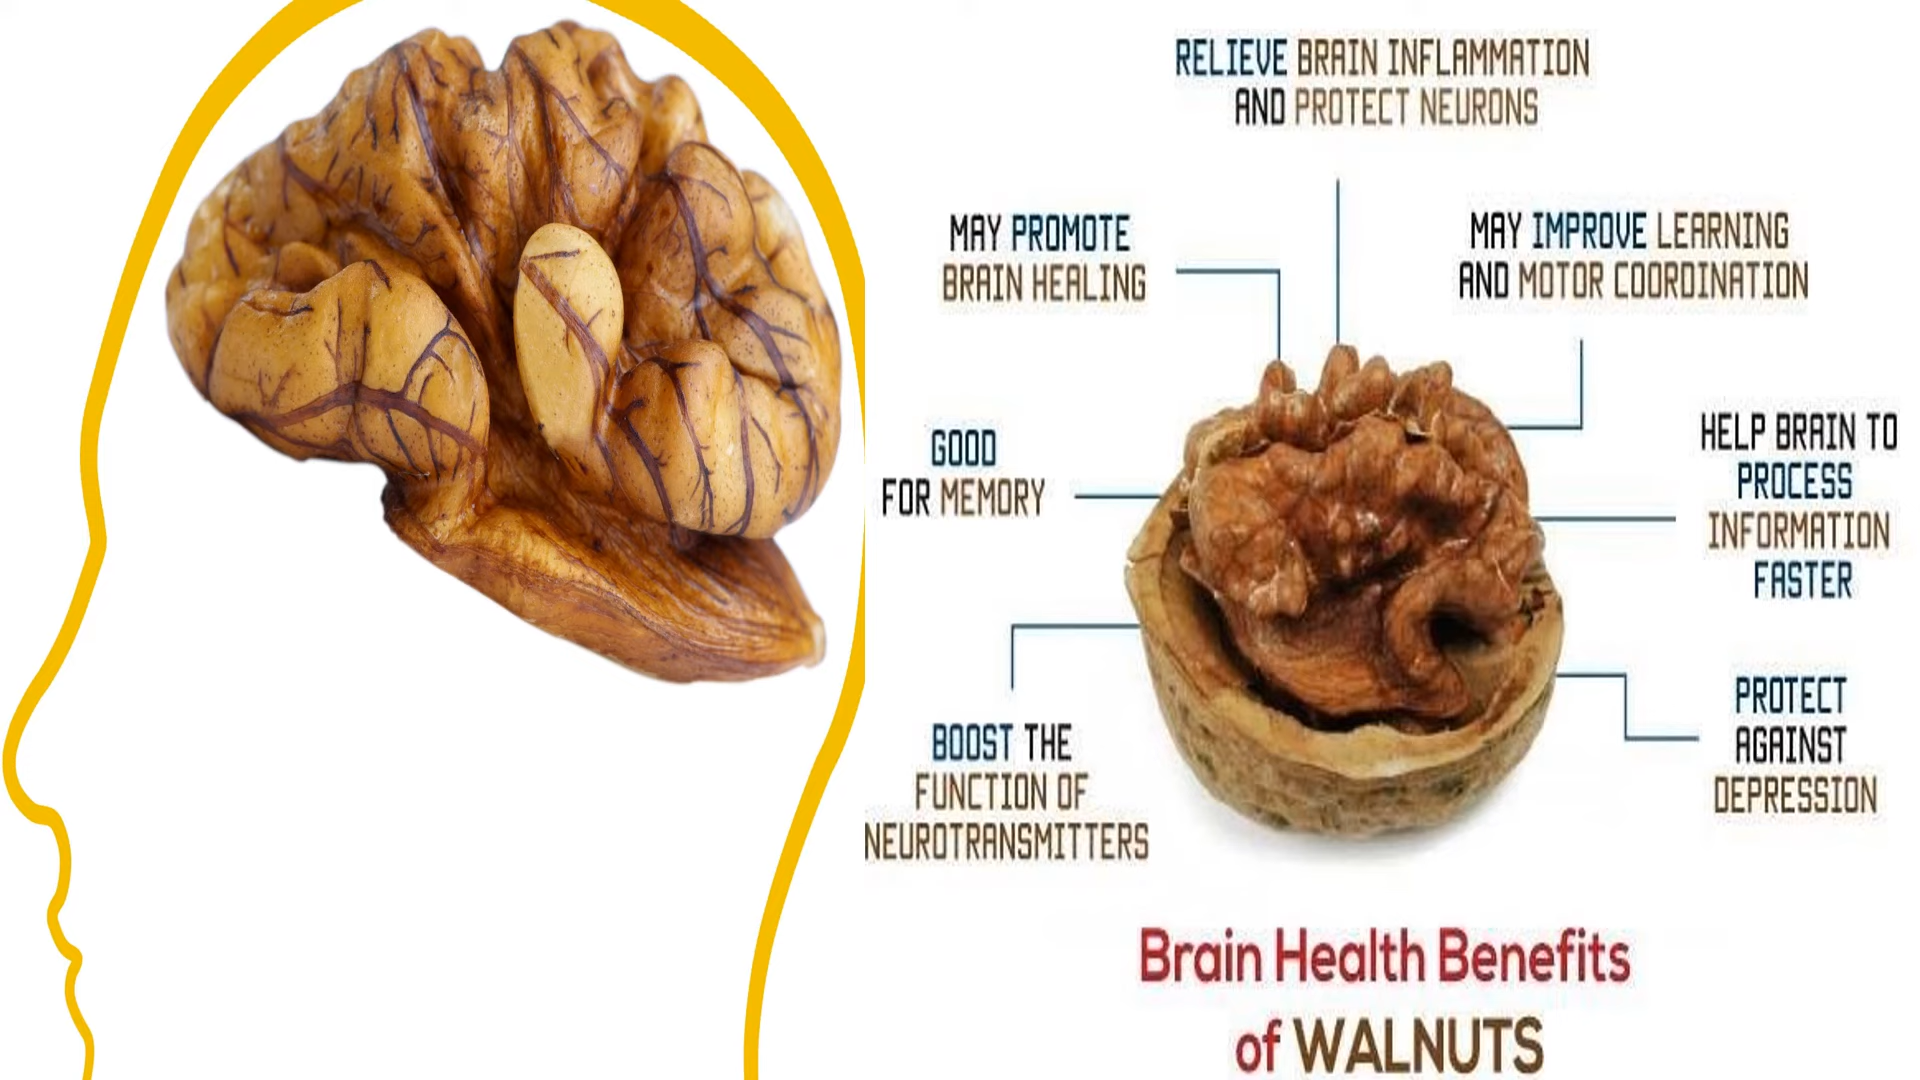 RELIEVE BRAIN INFLAMMATION
AND PROTECT NEURONS
MAY PROMOTE
BRAIN HEALING
MAY IMPROVE LEARNING
AND MOTOR COORDINATION
GOOD
FOR MEMORY
HELP BRAIN TO
PROCESS
INFORMATION
FASTER
BOOST THE
FUNCTION OF
NEUROTRANSMITTERS
PROTECT
AGAINST
DEPRESSION
Brain Health Benefits
of WALNUTS